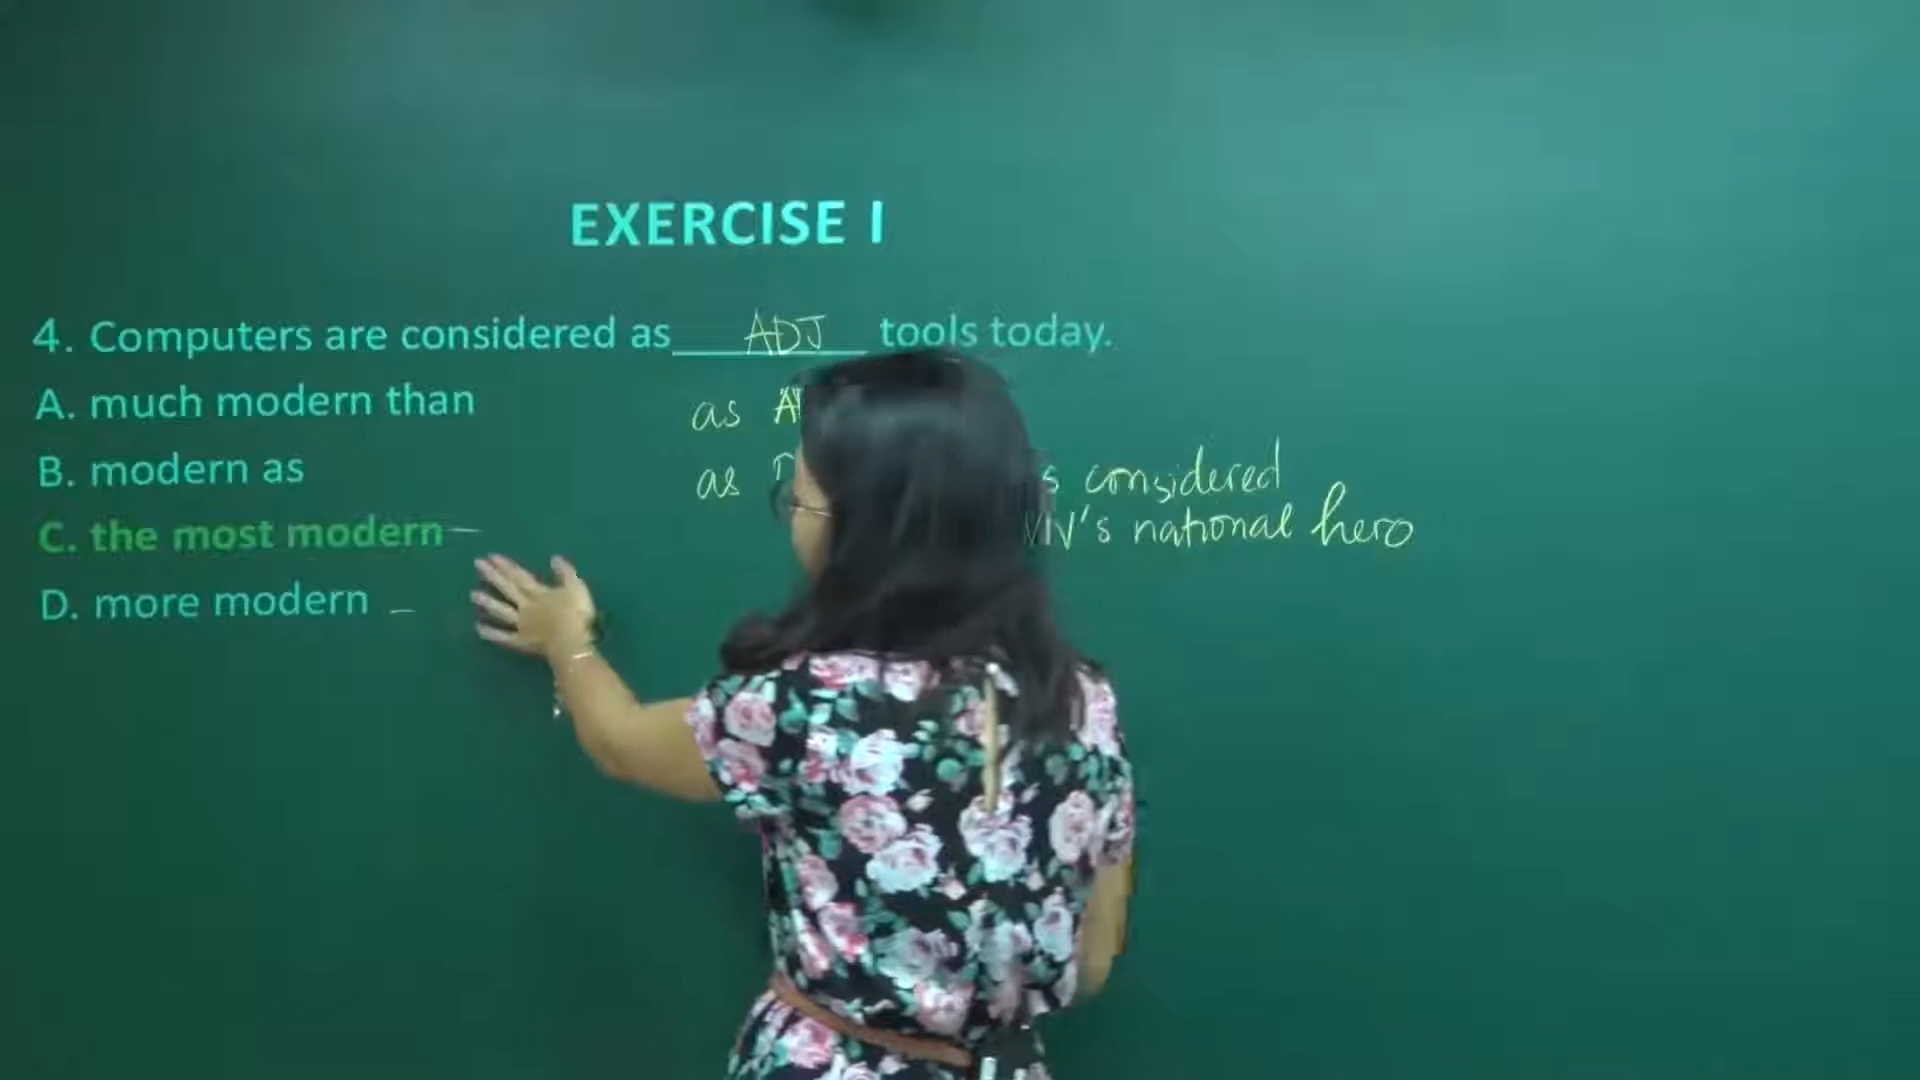 EXERCISE I
4. Computers are considered as ADJ tools today.
A. much modern than
as
B. modern as
as
considered
C. the most modern
VN's national hero
D. more modern